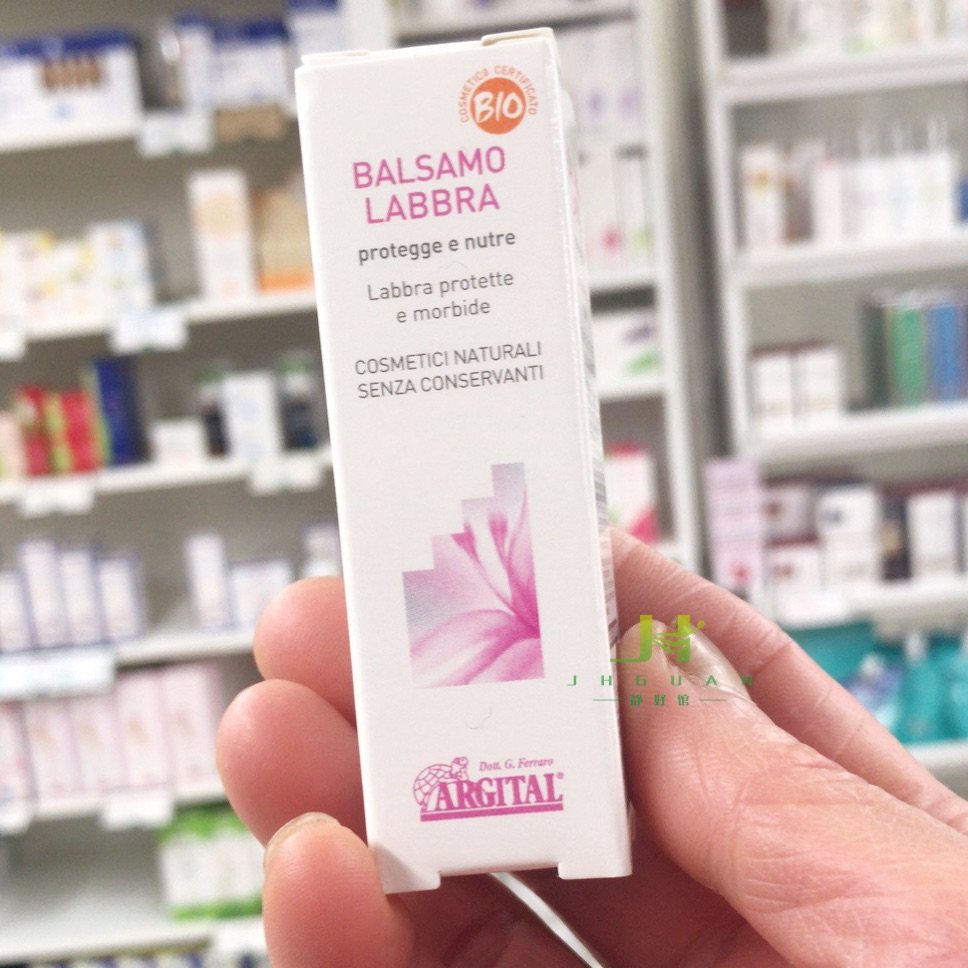 COSMETICO CERTIFICATO
BIO
BALSAMO
LABBRA
protegge e nutre
Labbra protette
e morbide
COSMETICI NATURALI
SENZA CONSERVANTI
JH
JHGUAN
静好馆
Dott. G. Ferraro
ARGITAL®